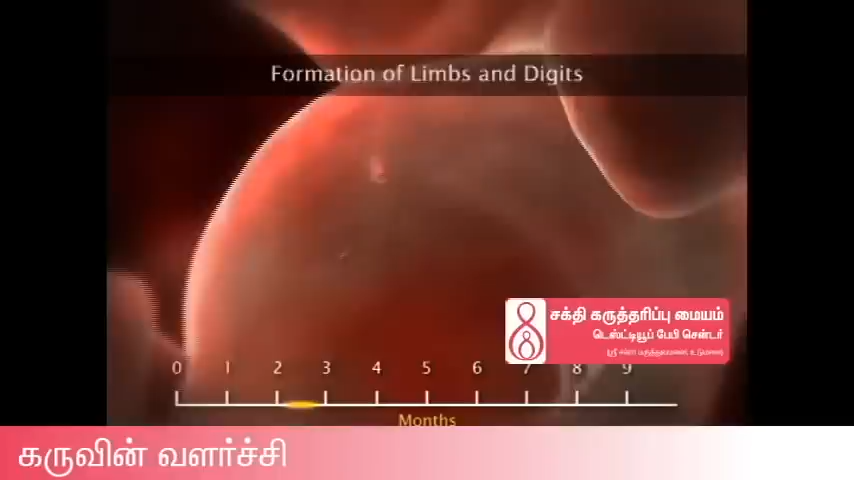 Formation of Limbs and Digits
சக்தி கருத்தரிப்பு மையம்
டெஸ்ட்டியூப் பேபி சென்டர்
0 1 2 3 4 5 6 7 8 9
Months
கருவின் வளர்ச்சி